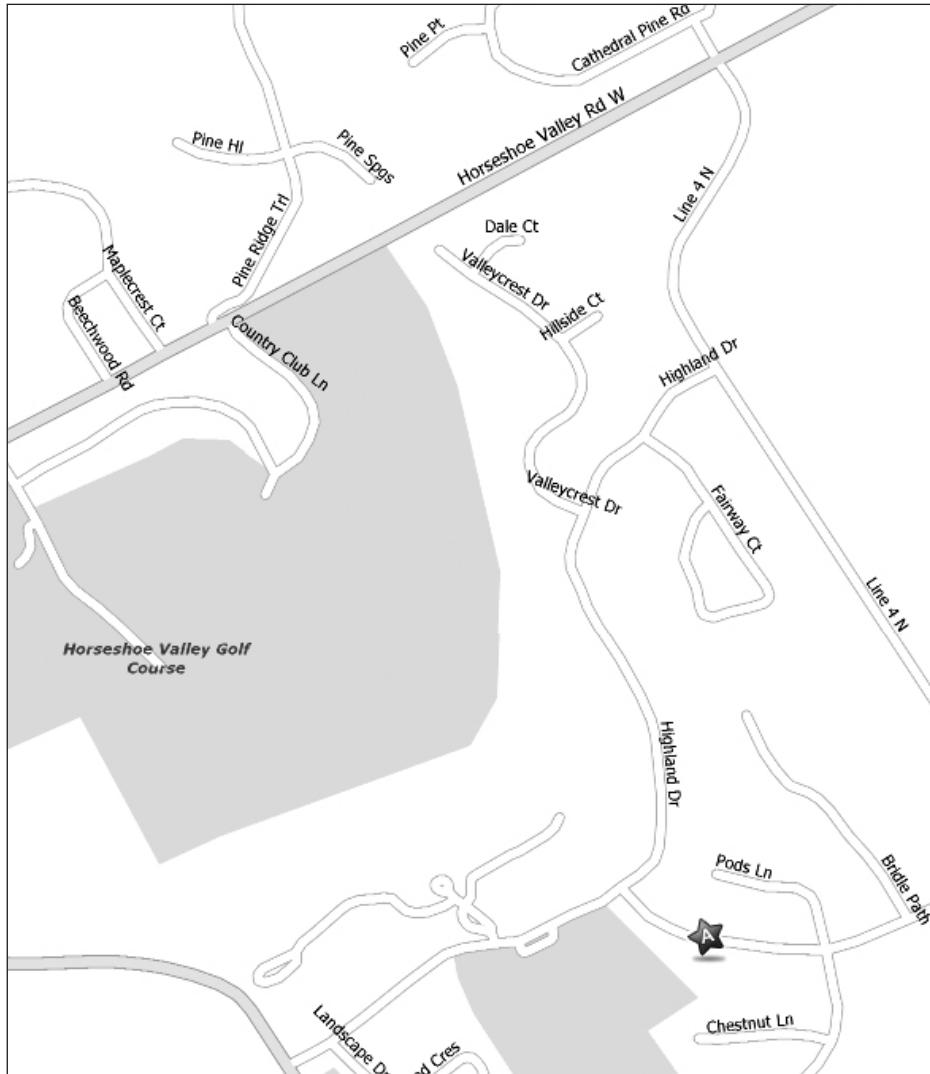 Pine Pt
Cathedral Pine Rd
Horseshoe Valley Rd W
Pine Hl
Pine Spgs
Line 4 N
Pine Ridge Trl
Dale Ct
Maplecrest Ct
Valleycrest Dr
Beechwood Rd
Country Club Ln
Hillside Ct
Highland Dr
Valleycrest Dr
Fairway Ct
Line 4 N
Horseshoe Valley Golf
Course
Highland Dr
Pods Ln
Bridle Path
A
Landscape Dr
Chestnut Ln
Cres